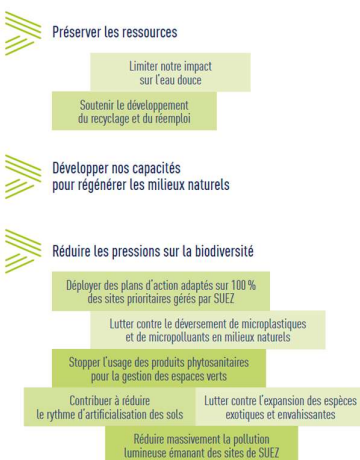 Préserver les ressources
Limiter notre impact
sur l'eau douce
Soutenir le développement
du recyclage et du réemploi
Développer nos capacités
pour régénérer les milieux naturels
Réduire les pressions sur la biodiversité
Déployer des plans d'action adaptés sur 100 %
des sites prioritaires gérés par SUEZ
Lutter contre le déversement de microplastiques
et de micropolluants en milieux naturels
Stopper l'usage des produits phytosanitaires
pour la gestion des espaces verts
Contribuer à réduire
le rythme d'artificialisation des sols
Lutter contre l'expansion des espèces
exotiques et envahissantes
Réduire massivement la pollution
lumineuse émanant des sites de SUEZ